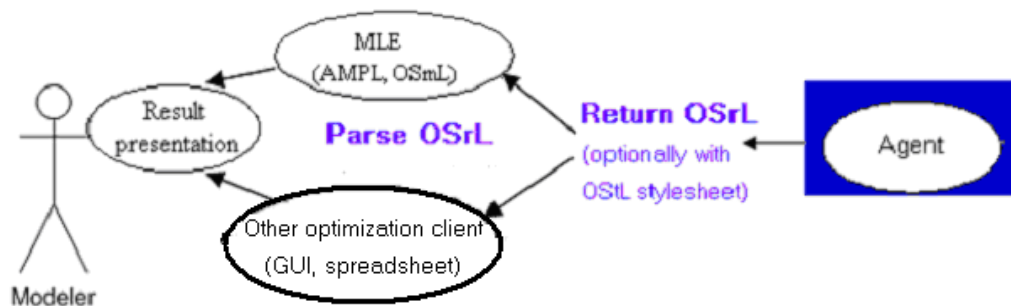 MLE
(AMPL, OSmL)
Result
presentation
Parse OSrL
Return OSrL
(optionally with
OStL stylesheet)
Agent
Other optimization client
(GUI, spreadsheet)
Modeler